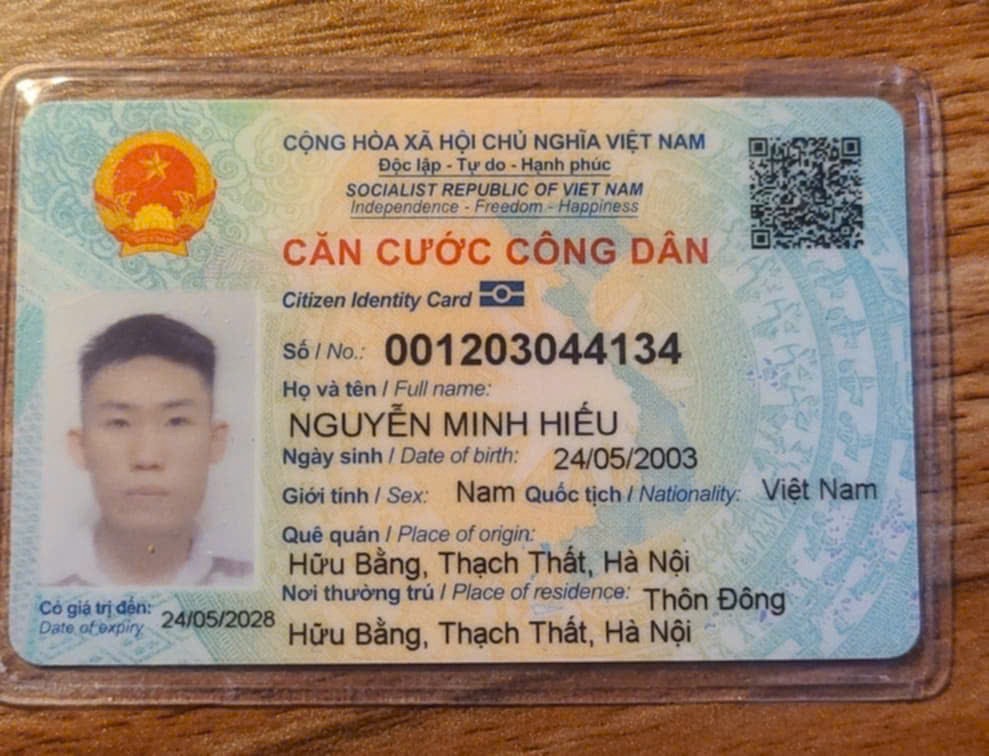 CỘNG HÒA XÃ HỘI CHỦ NGHĨA VIỆT NAM
Độc lập - Tự do - Hạnh phúc
SOCIALIST REPUBLIC OF VIET NAM
Independence - Freedom - Happiness
CĂN CƯỚC CÔNG DÂN
Citizen Identity Card
Số / No.: 001203044134
Họ và tên / Full name:
NGUYỄN MINH HIẾU
Ngày sinh / Date of birth: 24/05/2003
Giới tính / Sex: Nam Quốc tịch / Nationality: Việt Nam
Quê quán / Place of origin:
Hữu Bằng, Thạch Thất, Hà Nội
Nơi thường trú / Place of residence: Thôn Đông
Hữu Bằng, Thạch Thất, Hà Nội
Có giá trị đến: 24/05/2028
Date of expiry